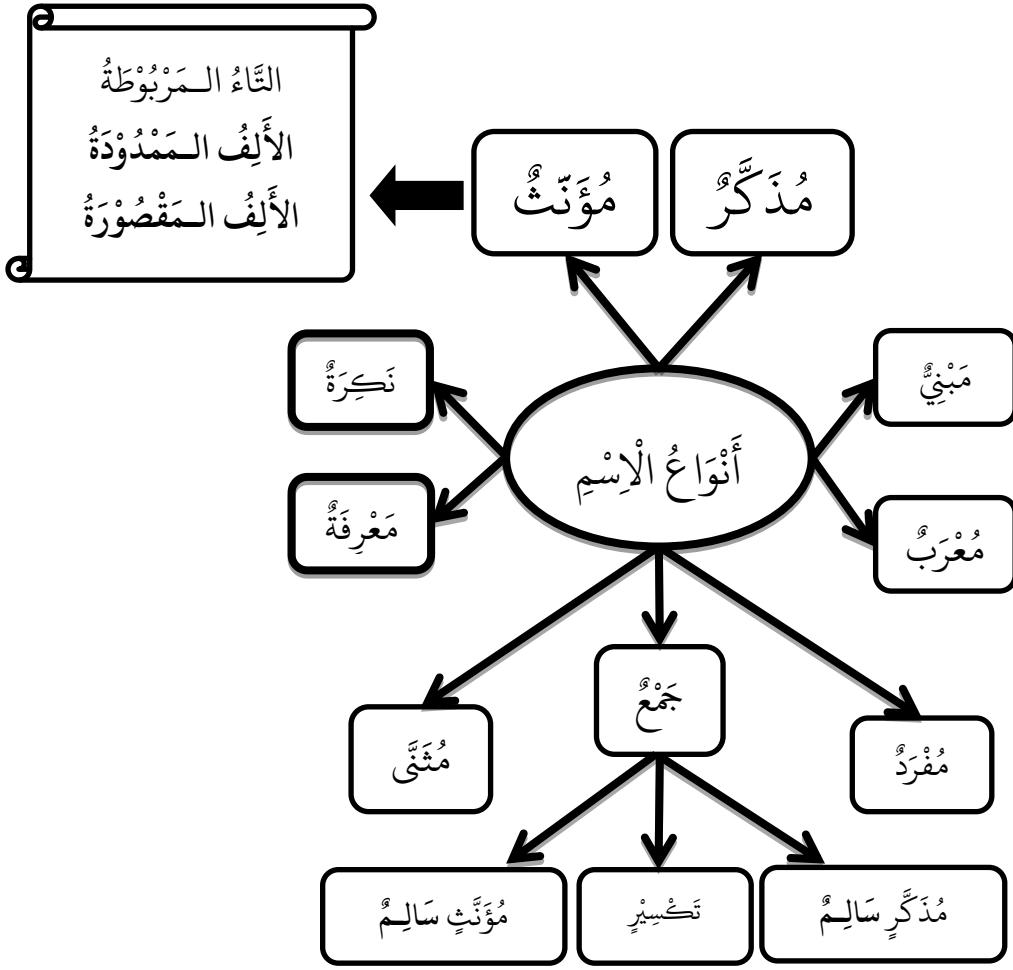 التَّاءُ الـمَرْبُوْطَةُ
الأَلِفُ الـمَمْدُوْدَةُ
الأَلِفُ الـمَقْصُوْرَةُ
مُذَكَّرٌ
مُؤَنّثٌ
مَبْنِيٌّ
نَكِرَةٌ
أَنْوَاعُ الْاِسْمِ
مُعْرَبٌ
مَعْرِفَةٌ
جَمْعٌ
مُفْرَدٌ
مُثَنَّى
مُذَكَّرٍ سَالِـمٌ
تَكْسِيْرٍ
مُؤَنَّثٍ سَالِـمٌ